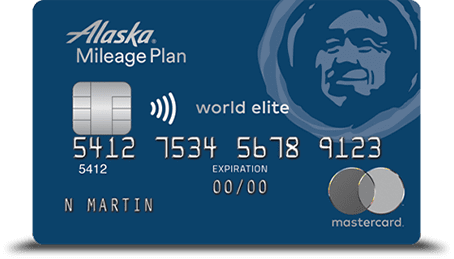 Alaska®
Mileage Plan
world elite
5412 7534 5678 9123
5412
EXPIRATION
00/00
N MARTIN
mastercard.